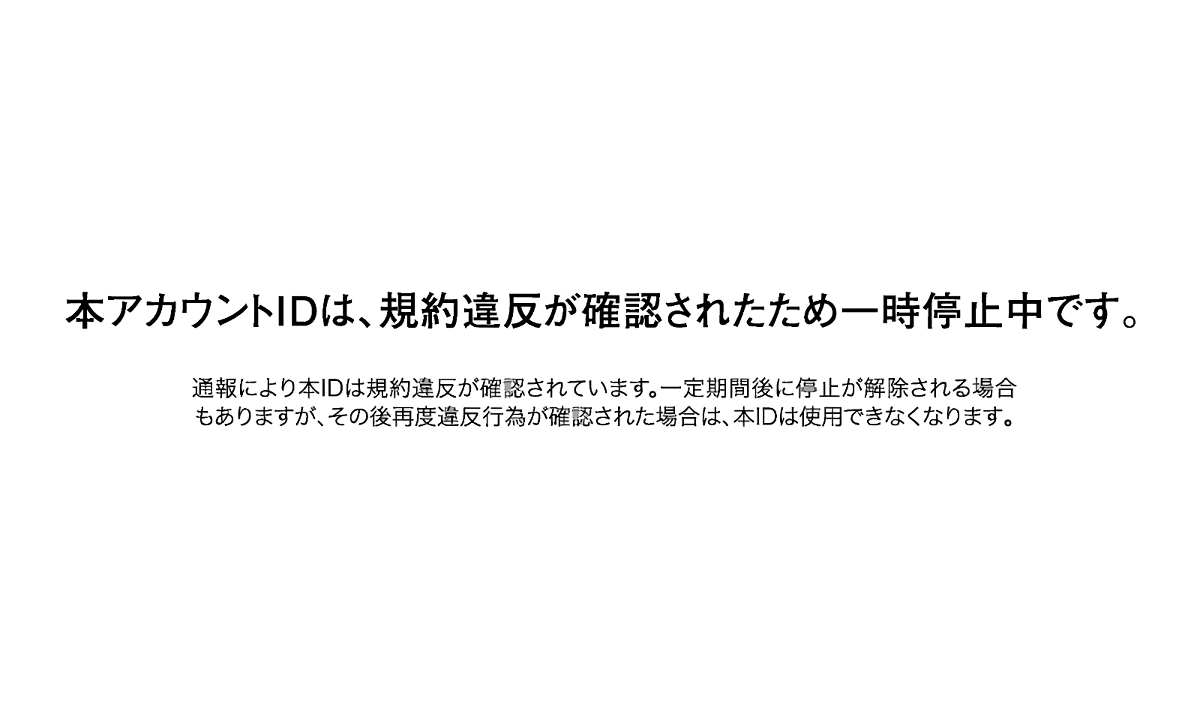 本アカウントIDは、規約違反が確認されたため一時停止中です。
通報により本IDは規約違反が確認されています。一定期間後に停止が解除される場合
もありますが、その後再度違反行為が確認された場合は、本IDは使用できなくなります。